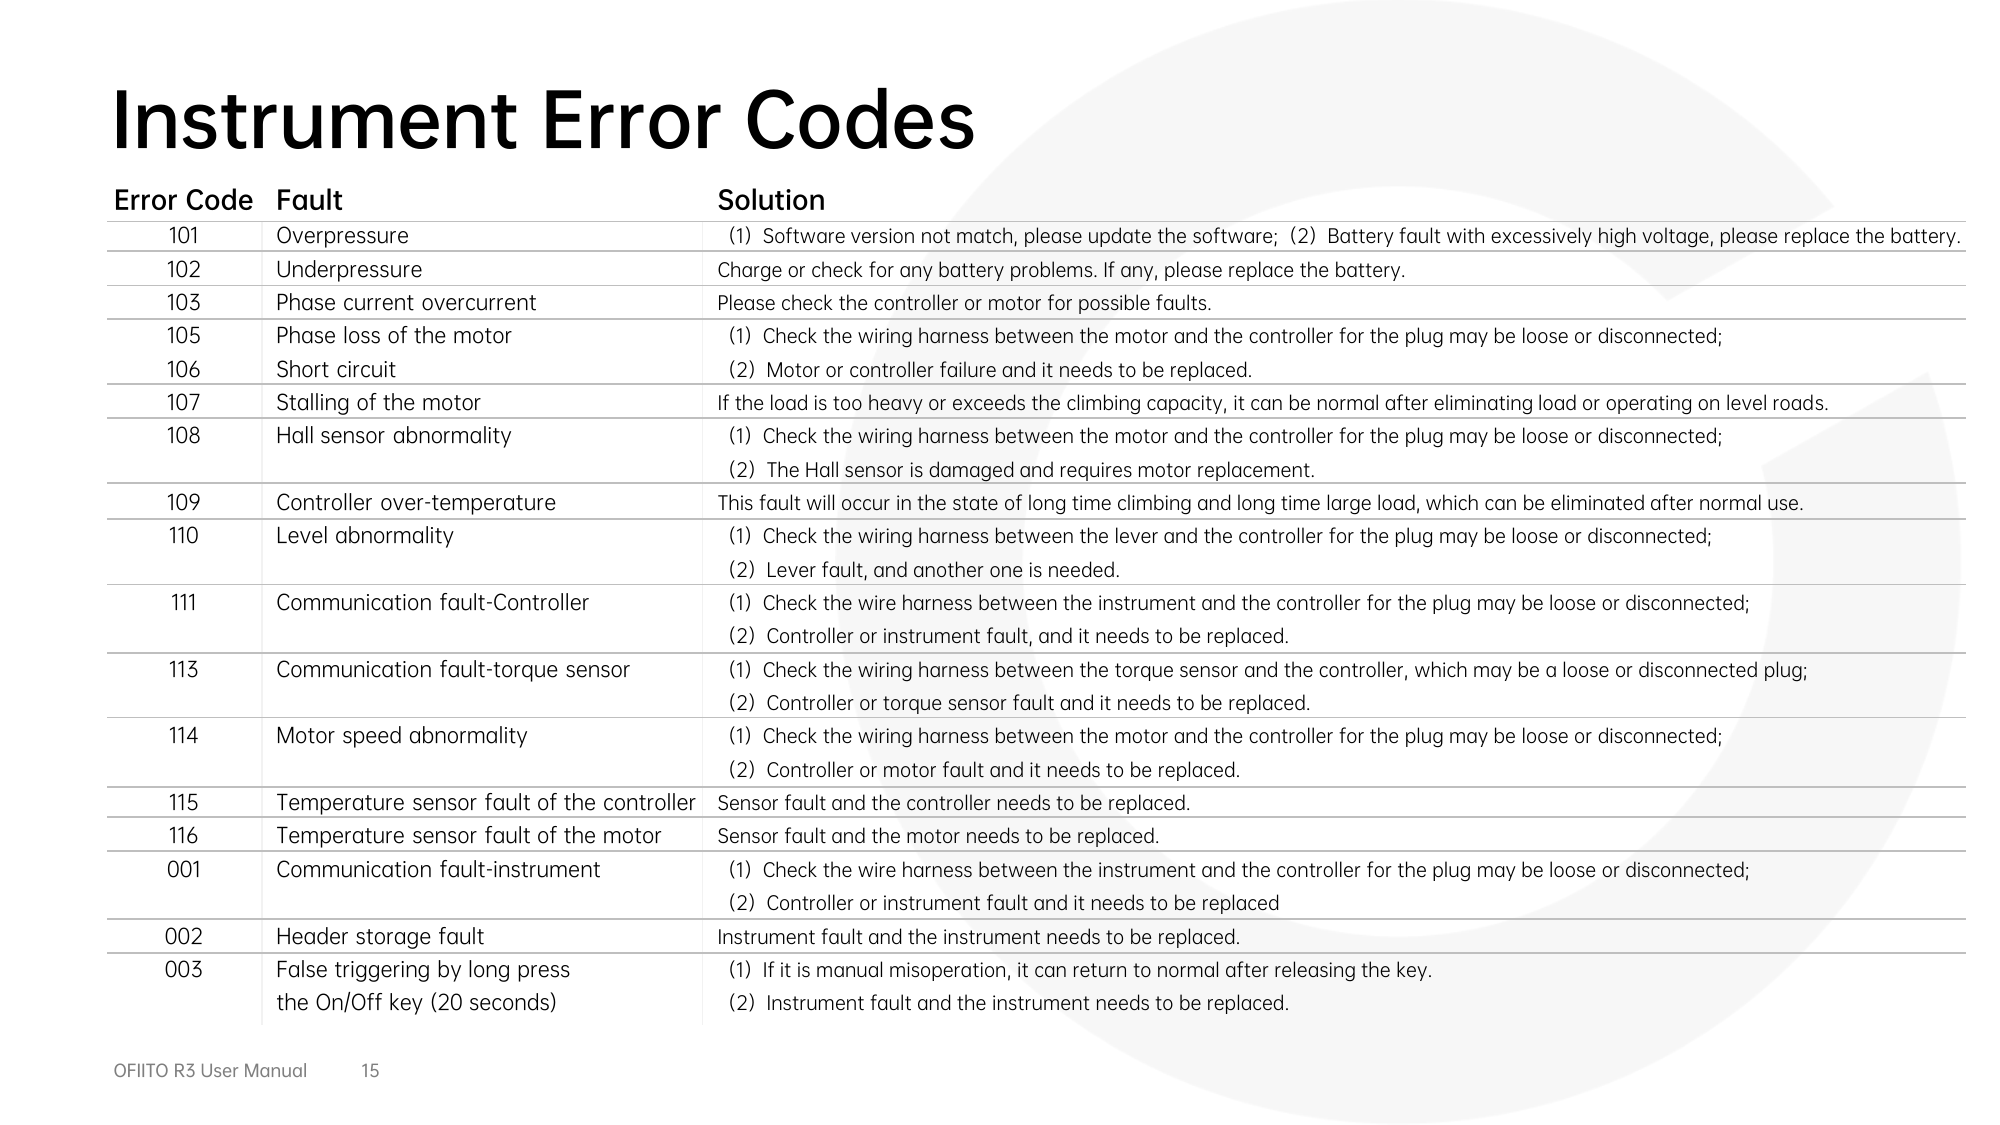 Instrument Error Codes
Error Code Fault Solution
101 Overpressure (1) Software version not match, please update the software; (2) Battery fault with excessively high voltage, please replace the battery.
102 Underpressure Charge or check for any battery problems. If any, please replace the battery.
103 Phase current overcurrent Please check the controller or motor for possible faults.
105 Phase loss of the motor (1) Check the wiring harness between the motor and the controller for the plug may be loose or disconnected;
106 Short circuit (2) Motor or controller failure and it needs to be replaced.
107 Stalling of the motor If the load is too heavy or exceeds the climbing capacity, it can be normal after eliminating load or operating on level roads.
108 Hall sensor abnormality (1) Check the wiring harness between the motor and the controller for the plug may be loose or disconnected;
(2) The Hall sensor is damaged and requires motor replacement.
109 Controller over-temperature This fault will occur in the state of long time climbing and long time large load, which can be eliminated after normal use.
110 Level abnormality (1) Check the wiring harness between the lever and the controller for the plug may be loose or disconnected;
(2) Lever fault, and another one is needed.
111 Communication fault-Controller (1) Check the wire harness between the instrument and the controller for the plug may be loose or disconnected;
(2) Controller or instrument fault, and it needs to be replaced.
113 Communication fault-torque sensor (1) Check the wiring harness between the torque sensor and the controller, which may be a loose or disconnected plug;
(2) Controller or torque sensor fault and it needs to be replaced.
114 Motor speed abnormality (1) Check the wiring harness between the motor and the controller for the plug may be loose or disconnected;
(2) Controller or motor fault and it needs to be replaced.
115 Temperature sensor fault of the controller Sensor fault and the controller needs to be replaced.
116 Temperature sensor fault of the motor Sensor fault and the motor needs to be replaced.
001 Communication fault-instrument (1) Check the wire harness between the instrument and the controller for the plug may be loose or disconnected;
(2) Controller or instrument fault and it needs to be replaced
002 Header storage fault Instrument fault and the instrument needs to be replaced.
003 False triggering by long press (1) If it is manual misoperation, it can return to normal after releasing the key.
the On/Off key (20 seconds) (2) Instrument fault and the instrument needs to be replaced.
OFIITO R3 User Manual 15